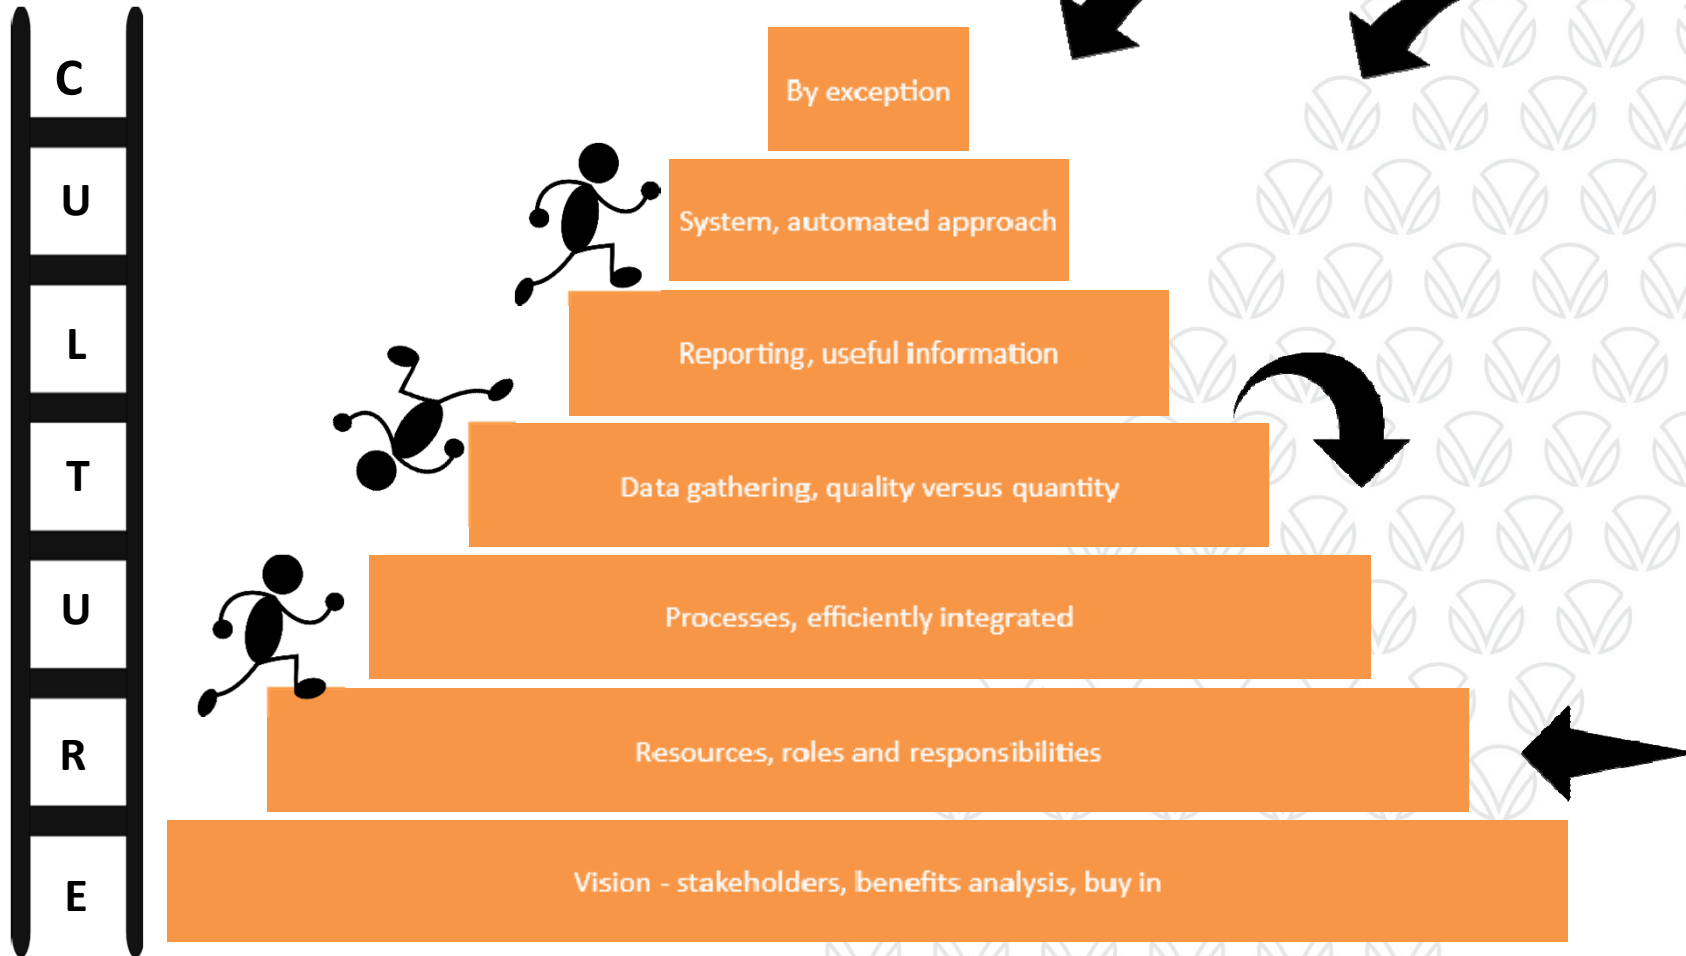 C
U
L
T
U
R
E
By exception
System, automated approach
Reporting, useful information
Data gathering, quality versus quantity
Processes, efficiently integrated
Resources, roles and responsibilities
Vision - stakeholders, benefits analysis, buy in